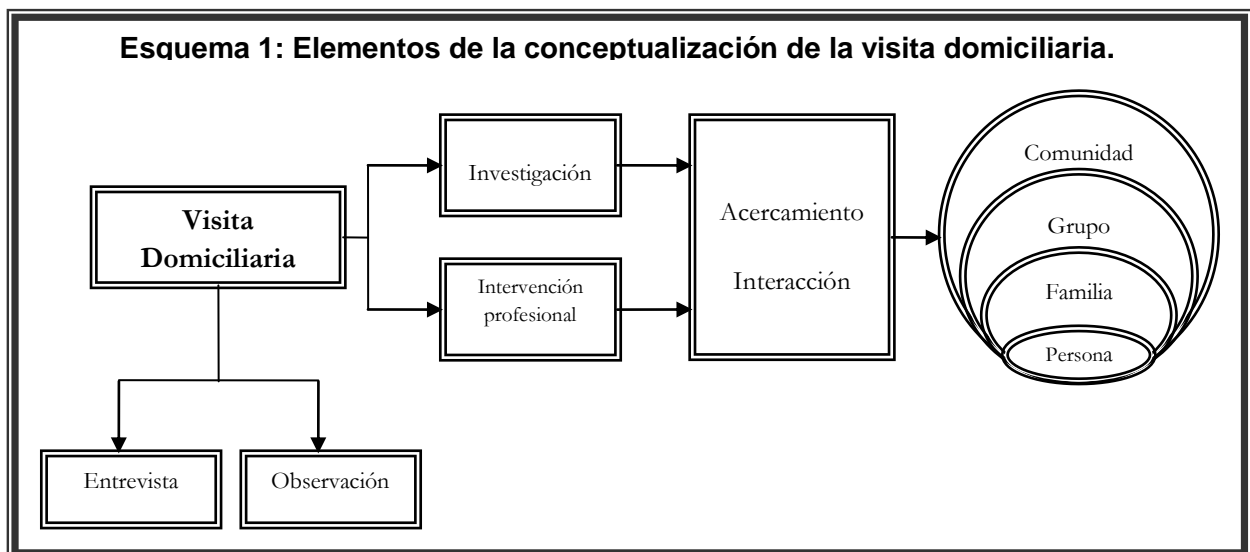 Esquema 1: Elementos de la conceptualización de la visita domiciliaria.
Visita
Domiciliaria
Entrevista
Observación
Investigación
Intervención
profesional
Acercamiento
Interacción
Comunidad
Grupo
Familia
Persona